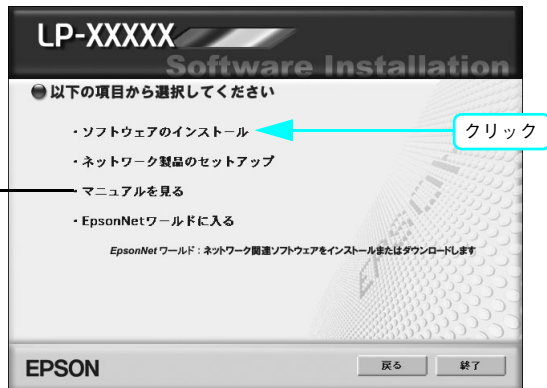 LP-XXXXX
Software Installation
以下の項目から選択してください
・ソフトウェアのインストール
クリック
・ネットワーク製品のセットアップ
・マニュアルを見る
・EpsonNetワールドに入る
EpsonNet ワールド : ネットワーク関連ソフトウェアをインストールまたはダウンロードします
EPSON
EPSON
戻る
終了